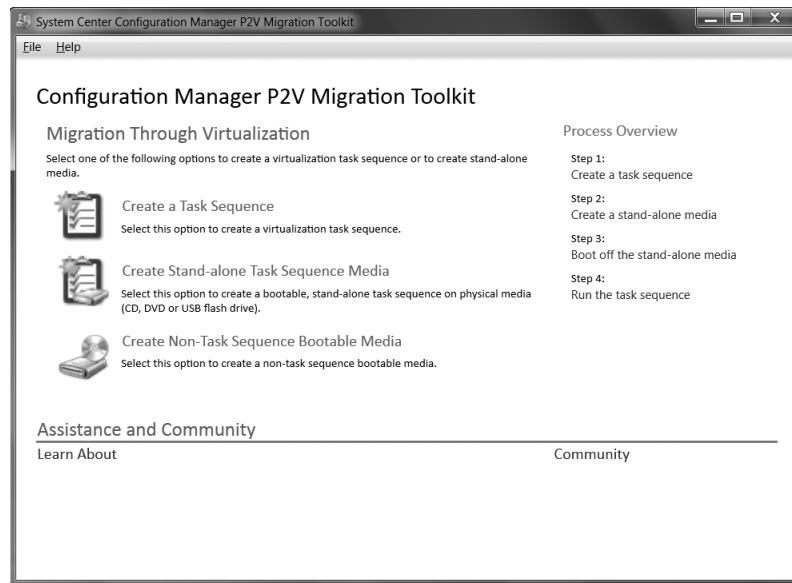 System Center Configuration Manager P2V Migration Toolkit
File Help
Configuration Manager P2V Migration Toolkit
Migration Through Virtualization
Select one of the following options to create a virtualization task sequence or to create stand-alone
media.
Create a Task Sequence
Select this option to create a virtualization task sequence.
Create Stand-alone Task Sequence Media
Select this option to create a bootable, stand-alone task sequence on physical media
(CD, DVD or USB flash drive).
Create Non-Task Sequence Bootable Media
Select this option to create a non-task sequence bootable media.
Process Overview
Step 1:
Create a task sequence
Step 2:
Create a stand-alone media
Step 3:
Boot off the stand-alone media
Step 4:
Run the task sequence
Assistance and Community
Learn About
Community